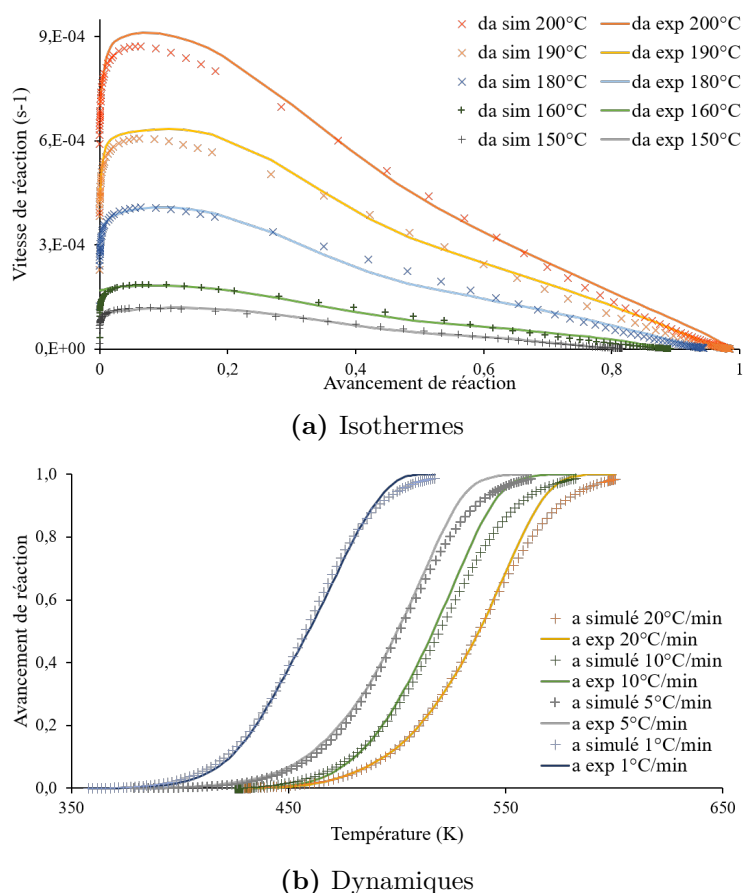 9,E-04
6,E-04
3,E-04
0,E+00
Vitesse de réaction (s-1)
da sim 200°C
da exp 200°C
da sim 190°C
da exp 190°C
da sim 180°C
da exp 180°C
da sim 160°C
da exp 160°C
da sim 150°C
da exp 150°C
0 0,2 0,4 0,6 0,8 1
Avancement de réaction
(a) Isothermes
1,0
0,8
0,6
0,4
0,2
0,0
Avancement de réaction
a simulé 20°C/min
a exp 20°C/min
a simulé 10°C/min
a exp 10°C/min
a simulé 5°C/min
a exp 5°C/min
a simulé 1°C/min
a exp 1°C/min
350 450 550 650
Température (K)
(b) Dynamiques